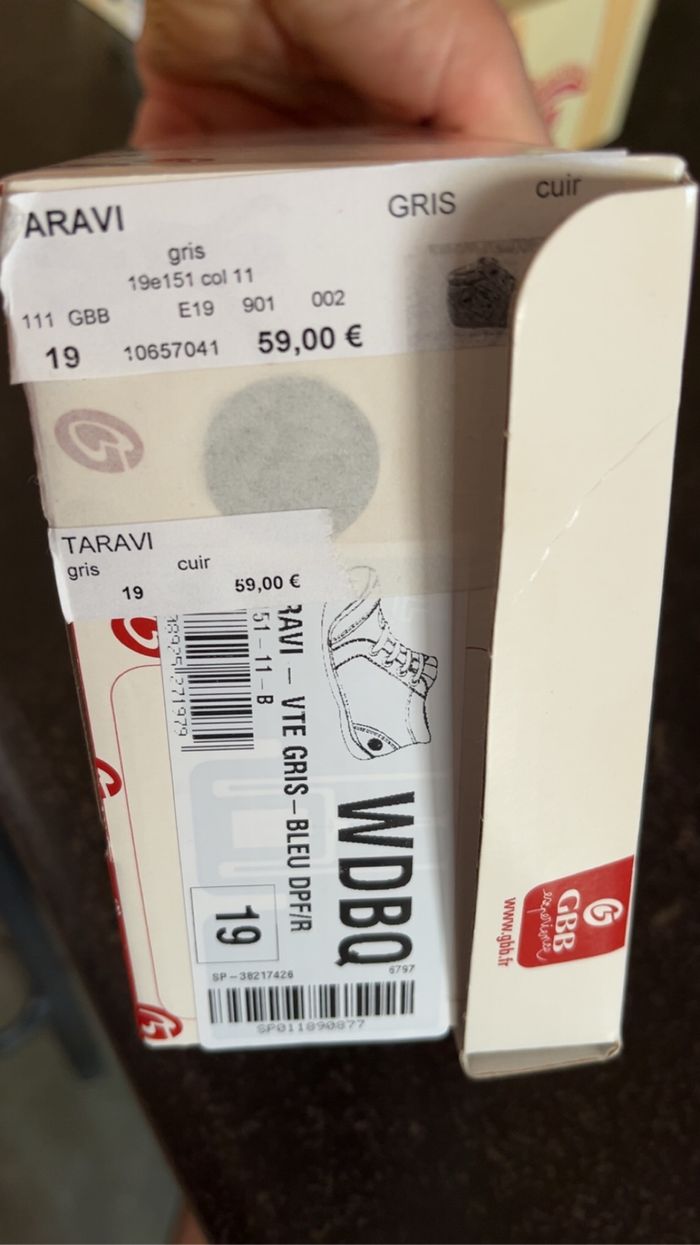 ARAVI GRIS cuir
gris
19e151 col 11
111 GBB E19 901 002
19 10657041 59,00 €
TARAVI
gris cuir
19 59,00 €
RAVI - VTE GRIS-BLEU DPF/R
51-11-B
WDBQ
19
SP-38217426 6797
SP011890877
GBB
experience
www.gbb.fr